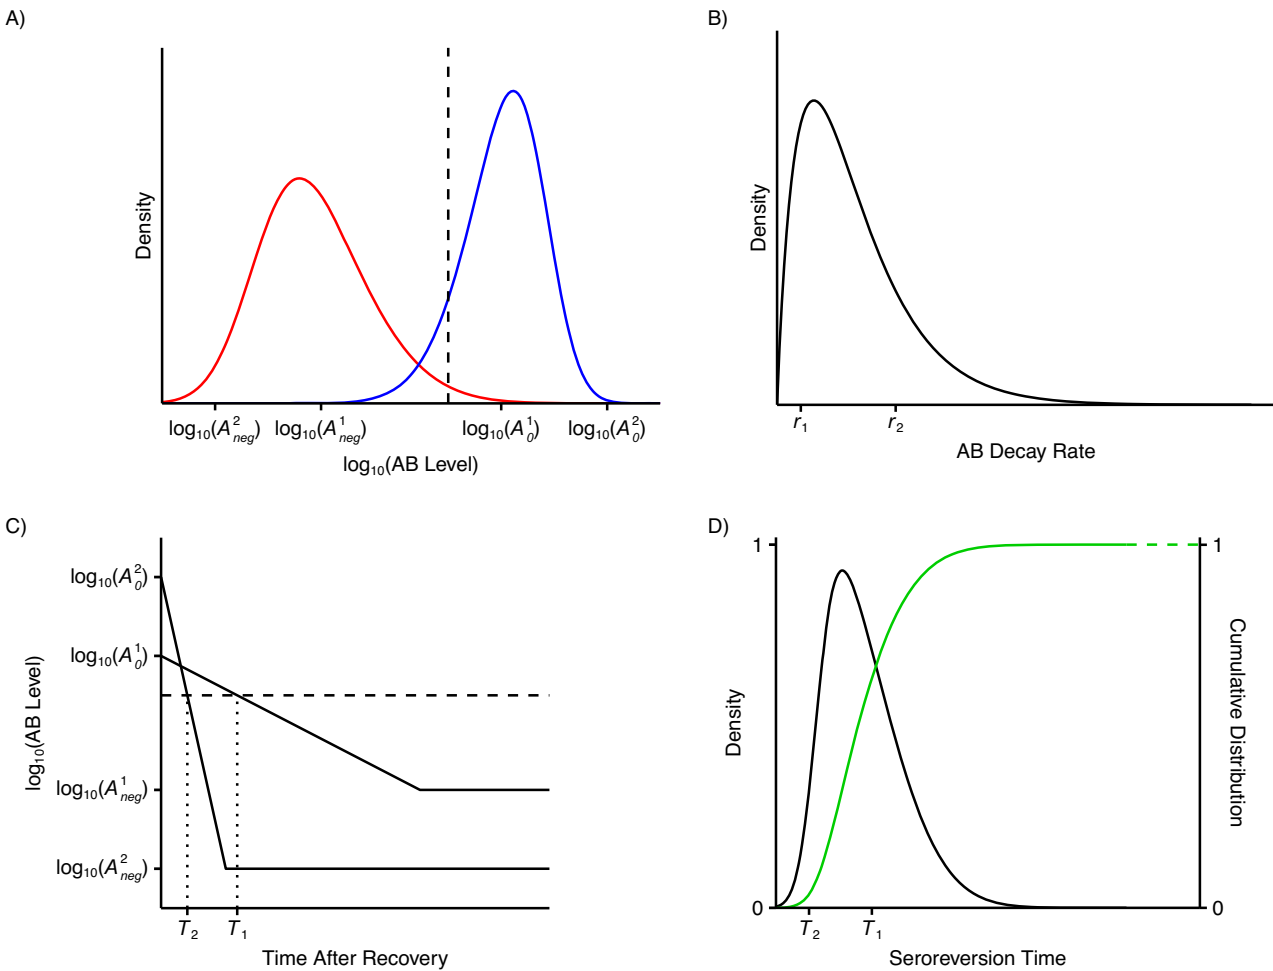 A)
Density
log₁₀(A²neg) log₁₀(A¹neg) log₁₀(A¹₀) log₁₀(A²₀)
log₁₀(AB Level)
B)
Density
r₁ r₂
AB Decay Rate
C)
log₁₀(AB Level)
log₁₀(A²₀)
log₁₀(A¹₀)
log₁₀(A¹neg)
log₁₀(A²neg)
T₂ T₁
Time After Recovery
D)
Density
1 1
0 0
Cumulative Distribution
T₂ T₁
Seroreversion Time